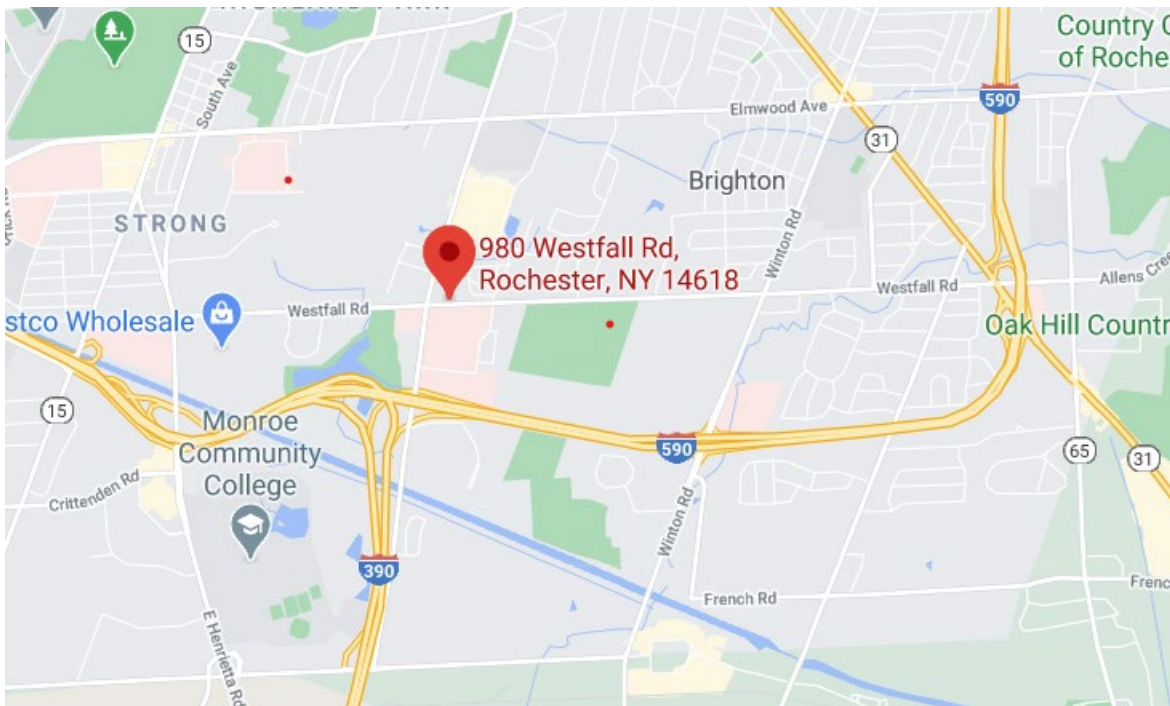 15
South Ave
Country C
of Roche
Elmwood Ave
590
31
Brighton
STRONG
Winton Rd
980 Westfall Rd,
Rochester, NY 14618
Westfall Rd
Westfall Rd
Allens Cree
stco Wholesale
Oak Hill Countr
15
Monroe
Community
College
590
65
31
Crittenden Rd
Winton Rd
390
French Rd
Frenc
E Henrietta Rd